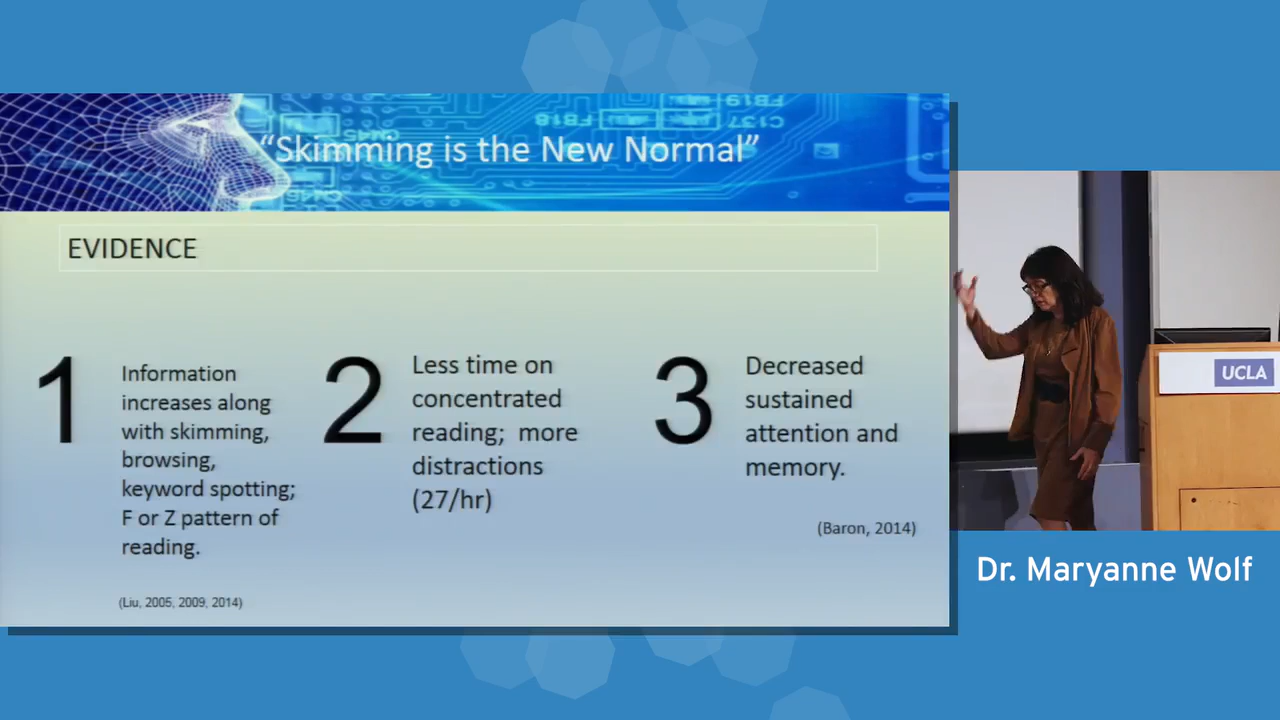 “Skimming is the New Normal”
EVIDENCE
1
Information
increases along
with skimming,
browsing,
keyword spotting;
F or Z pattern of
reading.
(Liu, 2005, 2009, 2014)
2
Less time on
concentrated
reading; more
distractions
(27/hr)
3
Decreased
sustained
attention and
memory.
(Baron, 2014)
UCLA
Dr. Maryanne Wolf